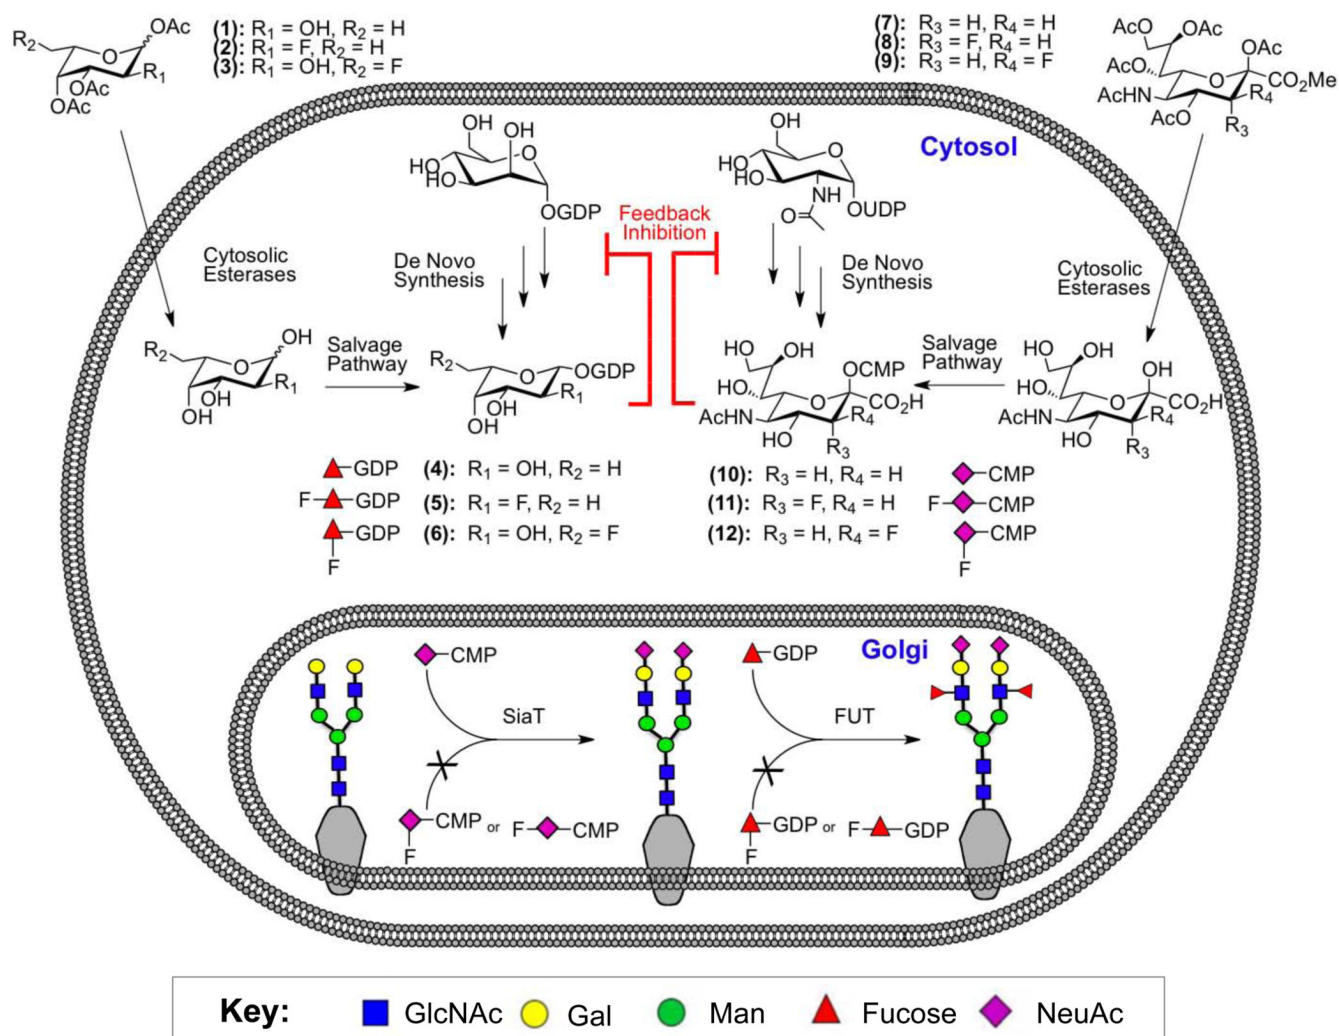 R2
O
OAc
R1
OAc
OAc
(1): R1 = OH, R2 = H
(2): R1 = F, R2 = H
(3): R1 = OH, R2 = F
(7): R3 = H, R4 = H
(8): R3 = F, R4 = H
(9): R3 = H, R4 = F
AcO
OAc
OAc
AcO
O
CO2Me
AcHN
R4
AcO
R3
Cytosol
OH
OH
HO
HO
O
OGDP
OH
HO
HO
O
NH
O
OUDP
Feedback
Inhibition
Cytosolic
Esterases
De Novo
Synthesis
De Novo
Synthesis
Cytosolic
Esterases
R2
O
OH
R1
OH
OH
Salvage
Pathway
R2
O
OGDP
R1
OH
OH
HO
OH
OCMP
HO
O
CO2H
AcHN
R4
HO
R3
Salvage
Pathway
HO
OH
OH
HO
O
CO2H
AcHN
R4
HO
R3
GDP (4): R1 = OH, R2 = H
F GDP (5): R1 = F, R2 = H
GDP (6): R1 = OH, R2 = F
F
(10): R3 = H, R4 = H CMP
(11): R3 = F, R4 = H F CMP
(12): R3 = H, R4 = F CMP
F
Golgi
CMP
SiaT
CMP or F CMP
F
GDP
FUT
GDP or F GDP
F
Key: GlcNAc Gal Man Fucose NeuAc